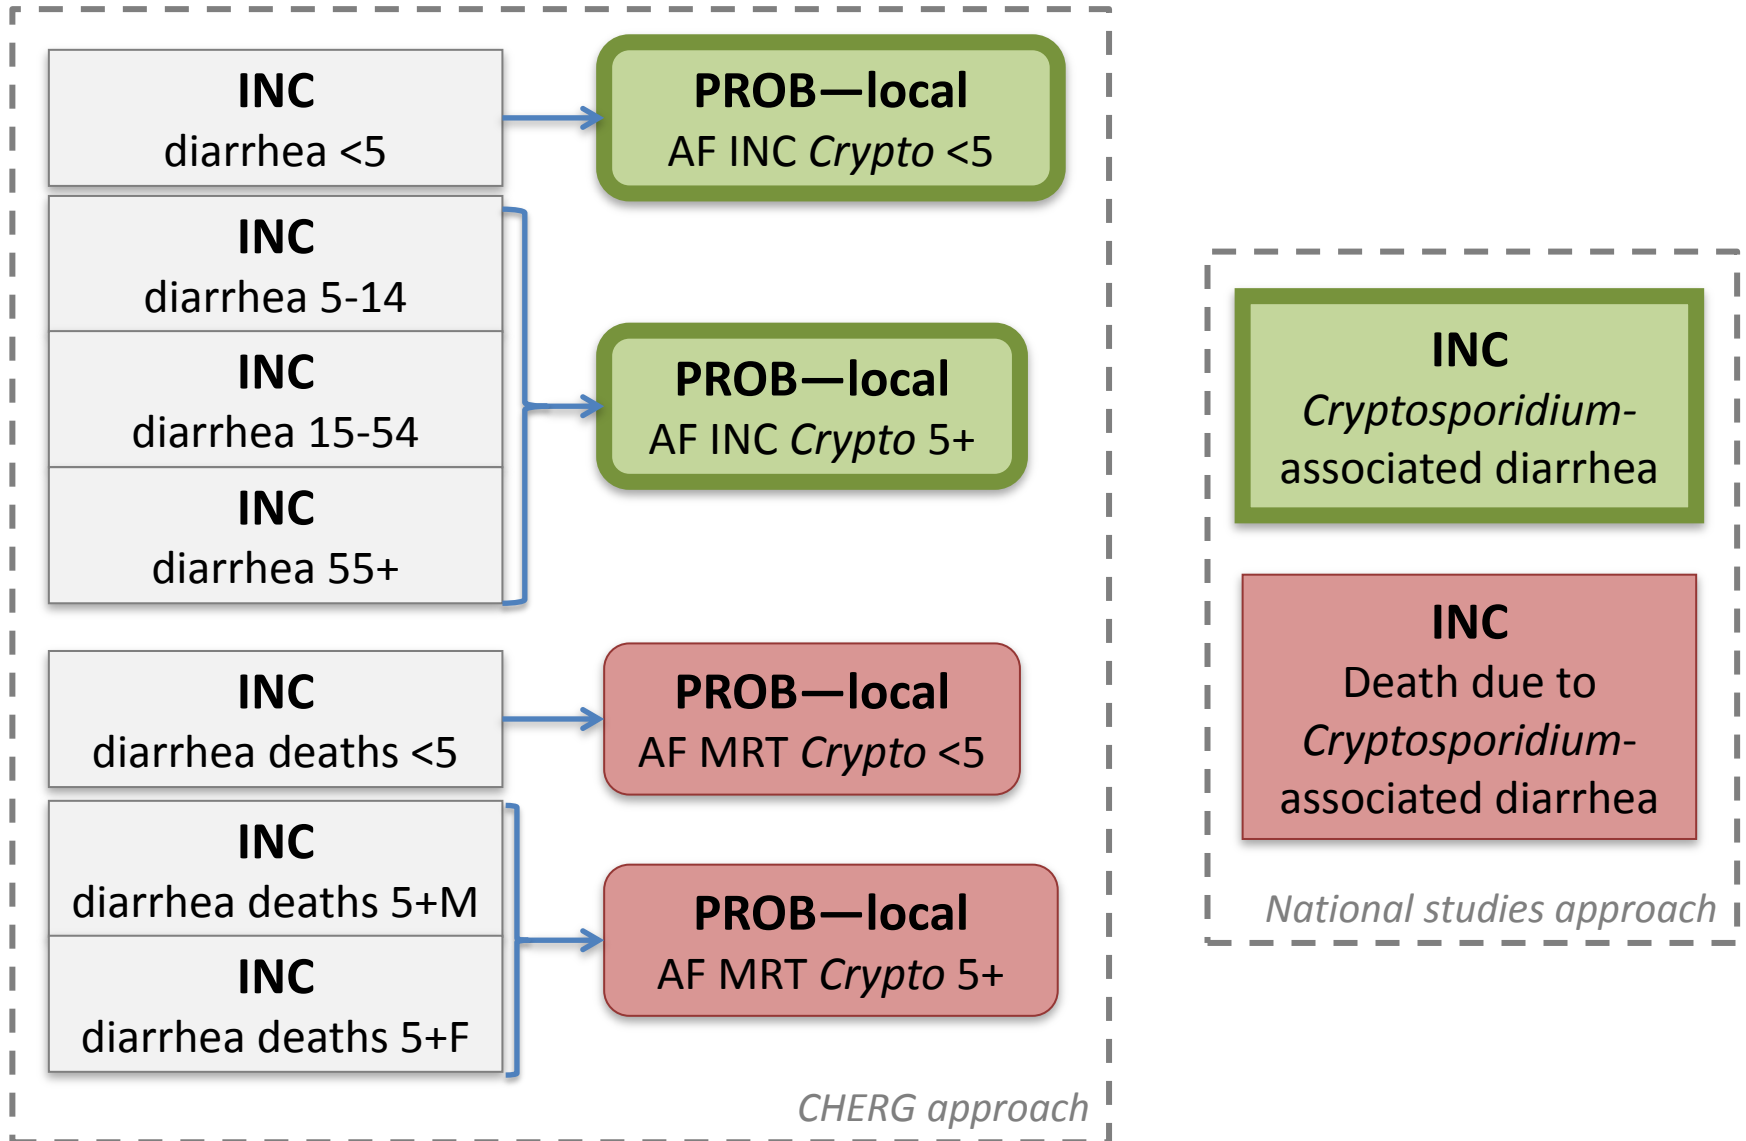 INC
diarrhea <5
PROB—local
AF INC Crypto <5
INC
diarrhea 5-14
INC
diarrhea 15-54
INC
diarrhea 55+
PROB—local
AF INC Crypto 5+
INC
diarrhea deaths <5
PROB—local
AF MRT Crypto <5
INC
diarrhea deaths 5+M
INC
diarrhea deaths 5+F
PROB—local
AF MRT Crypto 5+
CHERG approach
INC
Cryptosporidium-
associated diarrhea
INC
Death due to
Cryptosporidium-
associated diarrhea
National studies approach